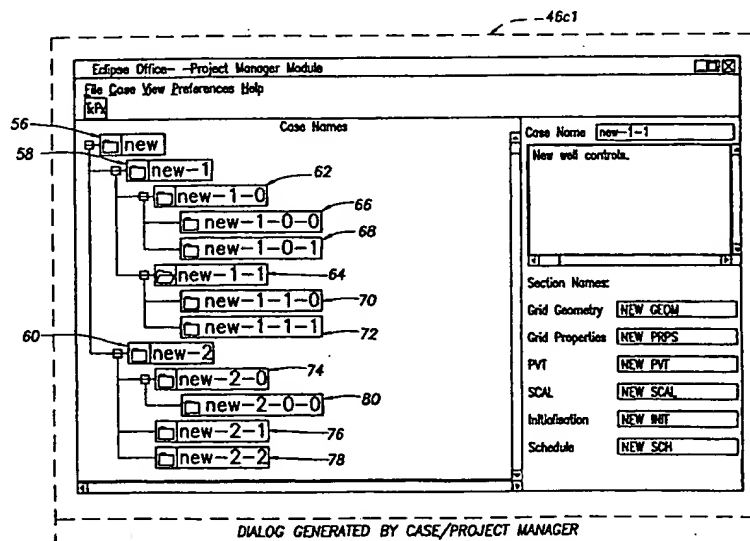 46c1
Eclipse Office- -Project Manager Module
File Case View Preferences Help
Case Names
56
new
58
new-1
62
new-1-0
66
new-1-0-0
68
new-1-0-1
new-1-1
64
new-1-1-0
70
new-1-1-1
72
60
new-2
74
new-2-0
80
new-2-0-0
new-2-1
76
new-2-2
78
Case Name new-1-1
New well controls.
Section Names:
Grid Geometry NEW GEOM
Grid Properties NEW PRPS
PVT NEW PVT
SCAL NEW SCAL
Initialisation NEW INIT
Schedule NEW SCH
DIALOG GENERATED BY CASE/PROJECT MANAGER